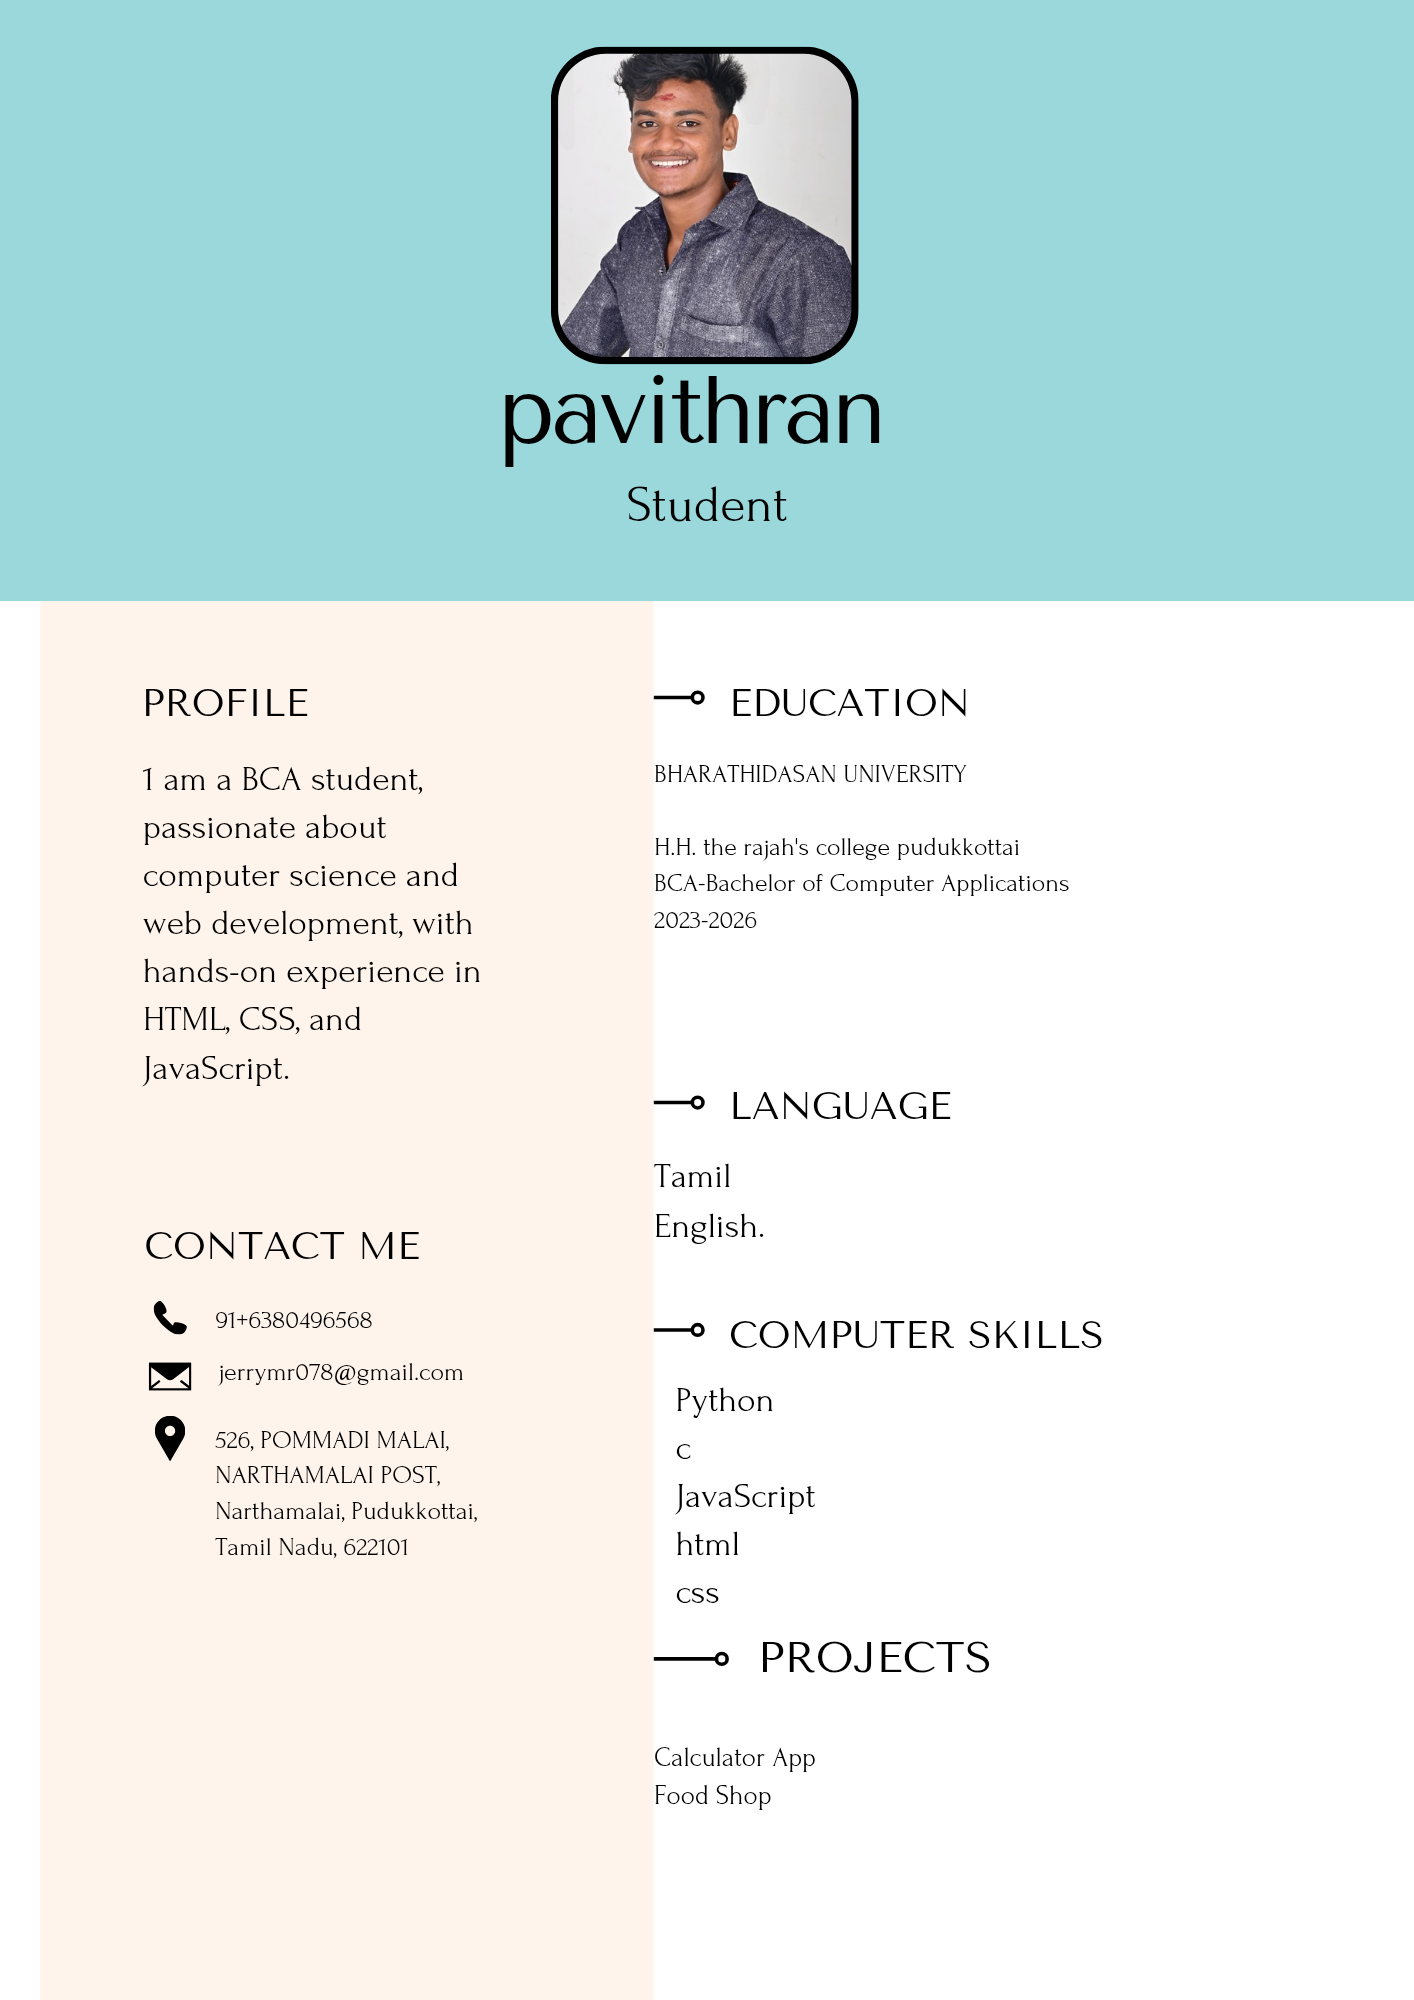 pavithran
Student
PROFILE
1 am a BCA student,
passionate about
computer science and
web development, with
hands-on experience in
HTML, CSS, and
JavaScript.
CONTACT ME
91+6380496568
jerrymr078@gmail.com
526, POMMADI MALAI,
NARTHAMALAI POST,
Narthamalai, Pudukkottai,
Tamil Nadu, 622101
EDUCATION
BHARATHIDASAN UNIVERSITY
H.H. the rajah's college pudukkottai
BCA-Bachelor of Computer Applications
2023-2026
LANGUAGE
Tamil
English.
COMPUTER SKILLS
Python
c
JavaScript
html
css
PROJECTS
Calculator App
Food Shop